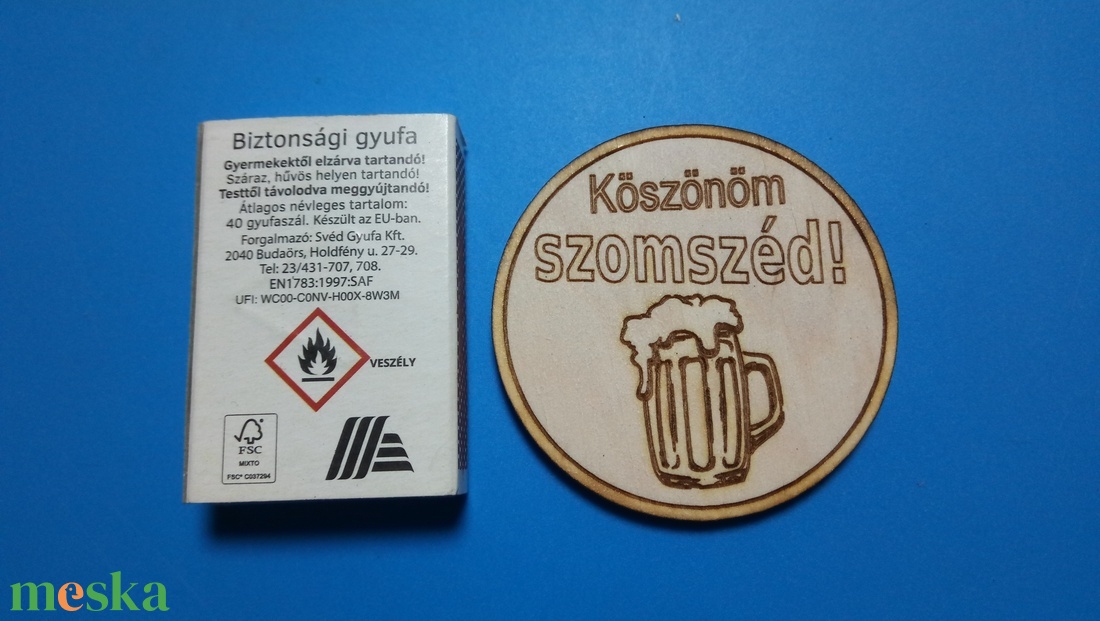 Biztonsági gyufa
Gyermekektől elzárva tartandó!
Száraz, hűvös helyen tartandó!
Testtől távolodva meggyújtandó!
Átlagos névleges tartalom:
40 gyufaszál. Készült az EU-ban.
Forgalmazó: Svéd Gyufa Kft.
2040 Budaörs, Holdfény u. 27-29.
Tel: 23/431-707, 708.
EN1783:1997:SAF
UFI: WC00-C0NV-H00X-8W3M
VESZÉLY
FSC
MIXTO
FSC® C037294
Köszönöm
szomszéd!
meska